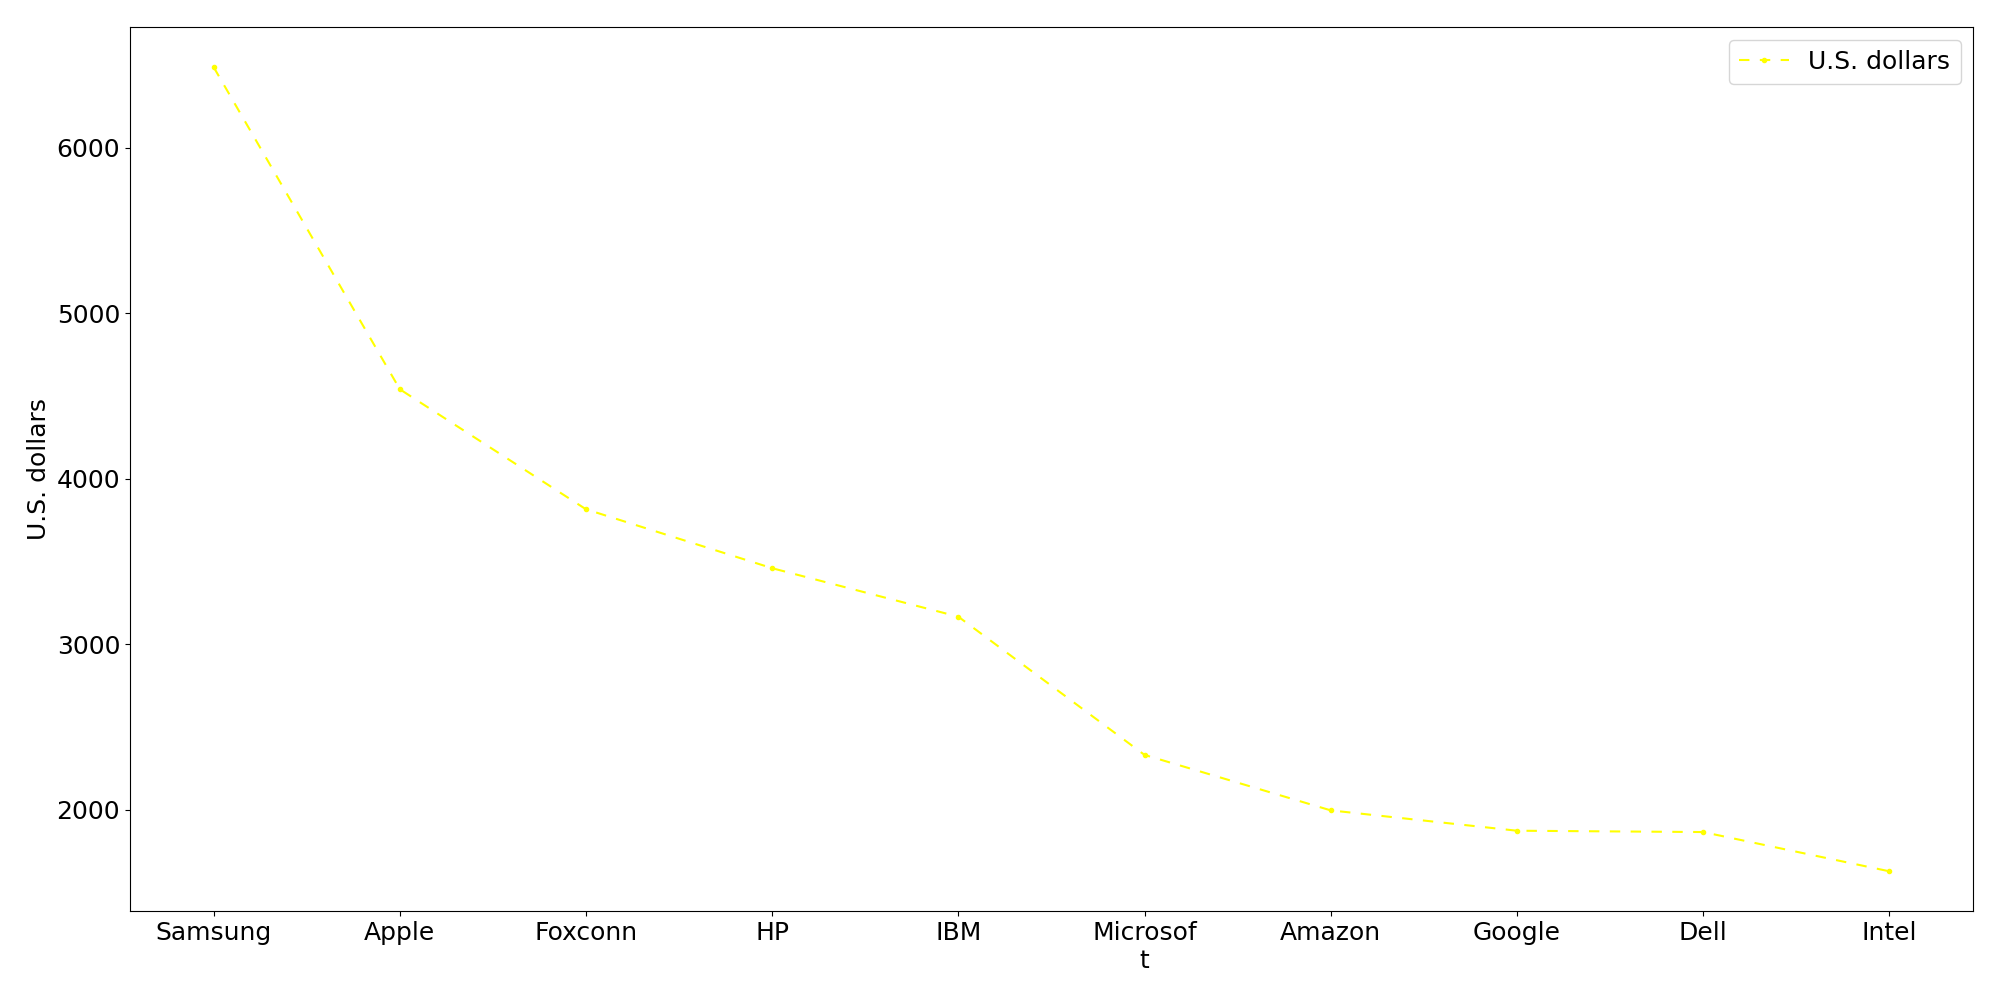 U.S. dollars
6000
5000
4000
3000
2000
U.S. dollars
Samsung Apple Foxconn HP IBM Microsof Amazon Google Dell Intel
t